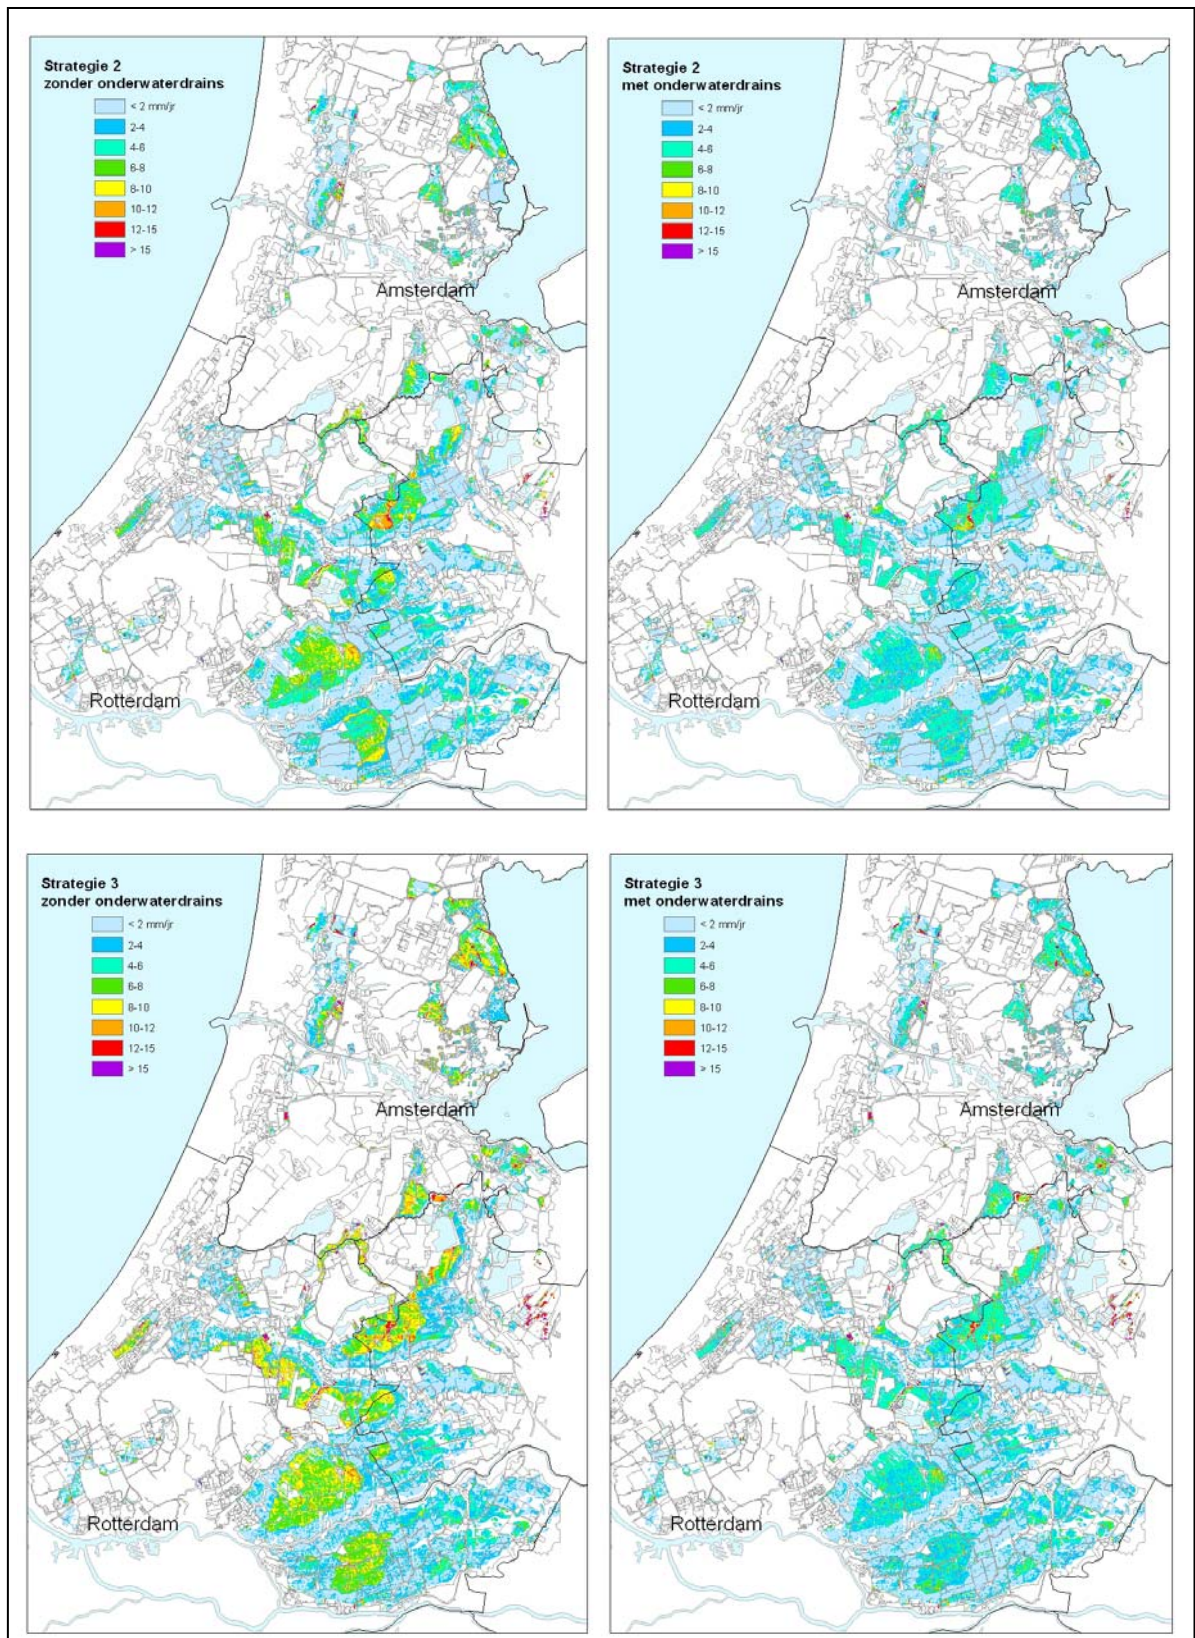 Strategie 2
zonder onderwaterdrains
< 2 mm/jr
2-4
4-6
6-8
8-10
10-12
12-15
> 15
Amsterdam
Rotterdam
Strategie 2
met onderwaterdrains
< 2 mm/jr
2-4
4-6
6-8
8-10
10-12
12-15
> 15
Amsterdam
Rotterdam
Strategie 3
zonder onderwaterdrains
< 2 mm/jr
2-4
4-6
6-8
8-10
10-12
12-15
> 15
Amsterdam
Rotterdam
Strategie 3
met onderwaterdrains
< 2 mm/jr
2-4
4-6
6-8
8-10
10-12
12-15
> 15
Amsterdam
Rotterdam